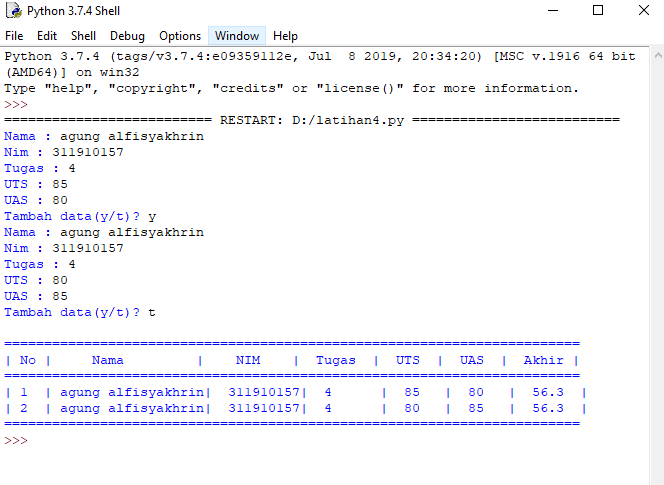 Python 3.7.4 Shell
File Edit Shell Debug Options Window Help
Python 3.7.4 (tags/v3.7.4:e09359112e, Jul  8 2019, 20:34:20) [MSC v.1916 64 bit
(AMD64)] on win32
Type "help", "copyright", "credits" or "license()" for more information.
>>>
========================== RESTART: D:/latihan4.py ==========================
Nama : agung alfisyakhrin
Nim : 311910157
Tugas : 4
UTS : 85
UAS : 80
Tambah data(y/t)? y
Nama : agung alfisyakhrin
Nim : 311910157
Tugas : 4
UTS : 80
UAS : 85
Tambah data(y/t)? t
========================================================================
| No |     Nama         |    NIM    |  Tugas  |  UTS  |  UAS  |  Akhir |
========================================================================
| 1  | agung alfisyakhrin|  311910157|  4      |  85   |  80   |  56.3  |
| 2  | agung alfisyakhrin|  311910157|  4      |  80   |  85   |  56.3  |
========================================================================
>>>